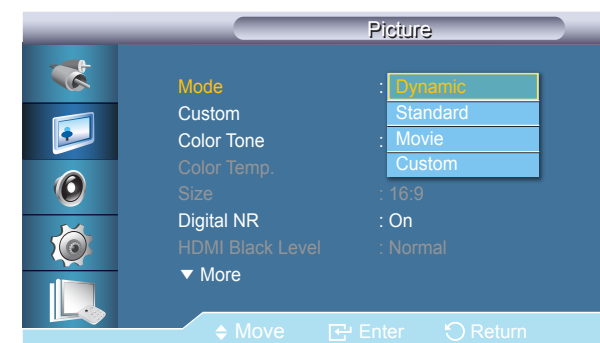 Picture
Mode : Dynamic
Custom Standard
Color Tone : Movie
Color Temp. Custom
Size : 16:9
Digital NR : On
HDMI Black Level : Normal
▼ More
Move Enter Return